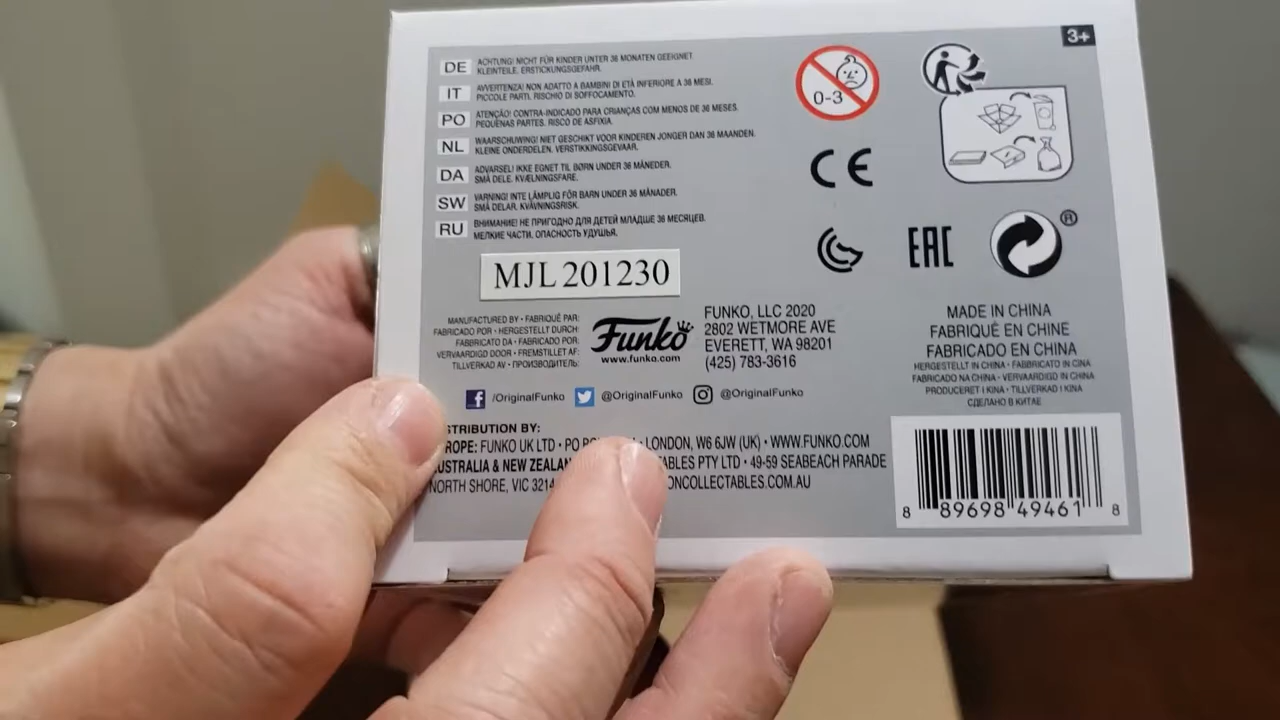 3+
DE ACHTUNG! NICHT FÜR KINDER UNTER 36 MONATEN GEEIGNET.
KLEINTEILE. ERSTICKUNGSGEFAHR.
IT AVVERTENZA! NON ADATTO A BAMBINI DI ETÀ INFERIORE A 36 MESI.
PICCOLE PARTI. RISCHIO DI SOFFOCAMENTO.
PO ATENÇÃO! CONTRA-INDICADO PARA CRIANÇAS COM MENOS DE 36 MESES.
PEQUENAS PARTES. RISCO DE ASFIXIA.
NL WAARSCHUWING! NIET GESCHIKT VOOR KINDEREN JONGER DAN 36 MAANDEN.
KLEINE ONDERDELEN. VERSTIKKINGSGEVAAR.
DA ADVARSEL! IKKE EGNET TIL BØRN UNDER 36 MÅNEDER.
SMÅ DELE. KVÆLNINGSFARE.
SW VARNING! INTE LÄMPLIG FÖR BARN UNDER 36 MÅNADER.
SMÅ DELAR. KVÄVNINGSRISK.
RU ВНИМАНИЕ! НЕ ПРИГОДНО ДЛЯ ДЕТЕЙ МЛАДШЕ 36 МЕСЯЦЕВ.
МЕЛКИЕ ЧАСТИ. ОПАСНОСТЬ УДУШЬЯ.
0-3
CE
EAC
®
MJL 201230
MANUFACTURED BY • FABRIQUÉ PAR:
FABRICADO POR • HERGESTELLT DURCH:
FABBRICATO DA • FABRICADO POR:
VERVAARDIGD DOOR • FREMSTILLET AF:
TILLVERKAD AV • ПРОИЗВОДИТЕЛЬ:
Funko
www.funko.com
FUNKO, LLC 2020
2802 WETMORE AVE
EVERETT, WA 98201
(425) 783-3616
MADE IN CHINA
FABRIQUÉ EN CHINE
FABRICADO EN CHINA
HERGESTELLT IN CHINA • FABBRICATO IN CINA
FABRICADO NA CHINA • VERVAARDIGD IN CHINA
PRODUCERET I KINA • TILLVERKAD I KINA
СДЕЛАНО В КИТАЕ
/OriginalFunko @OriginalFunko @OriginalFunko
STRIBUTION BY:
ROPE: FUNKO UK LTD • PO LONDON, W6 6JW (UK) • WWW.FUNKO.COM
USTRALIA & NEW ZEALAN ABLES PTY LTD • 49-59 SEABEACH PARADE
NORTH SHORE, VIC 3214 ONCOLLECTABLES.COM.AU
8 89698 49461 8